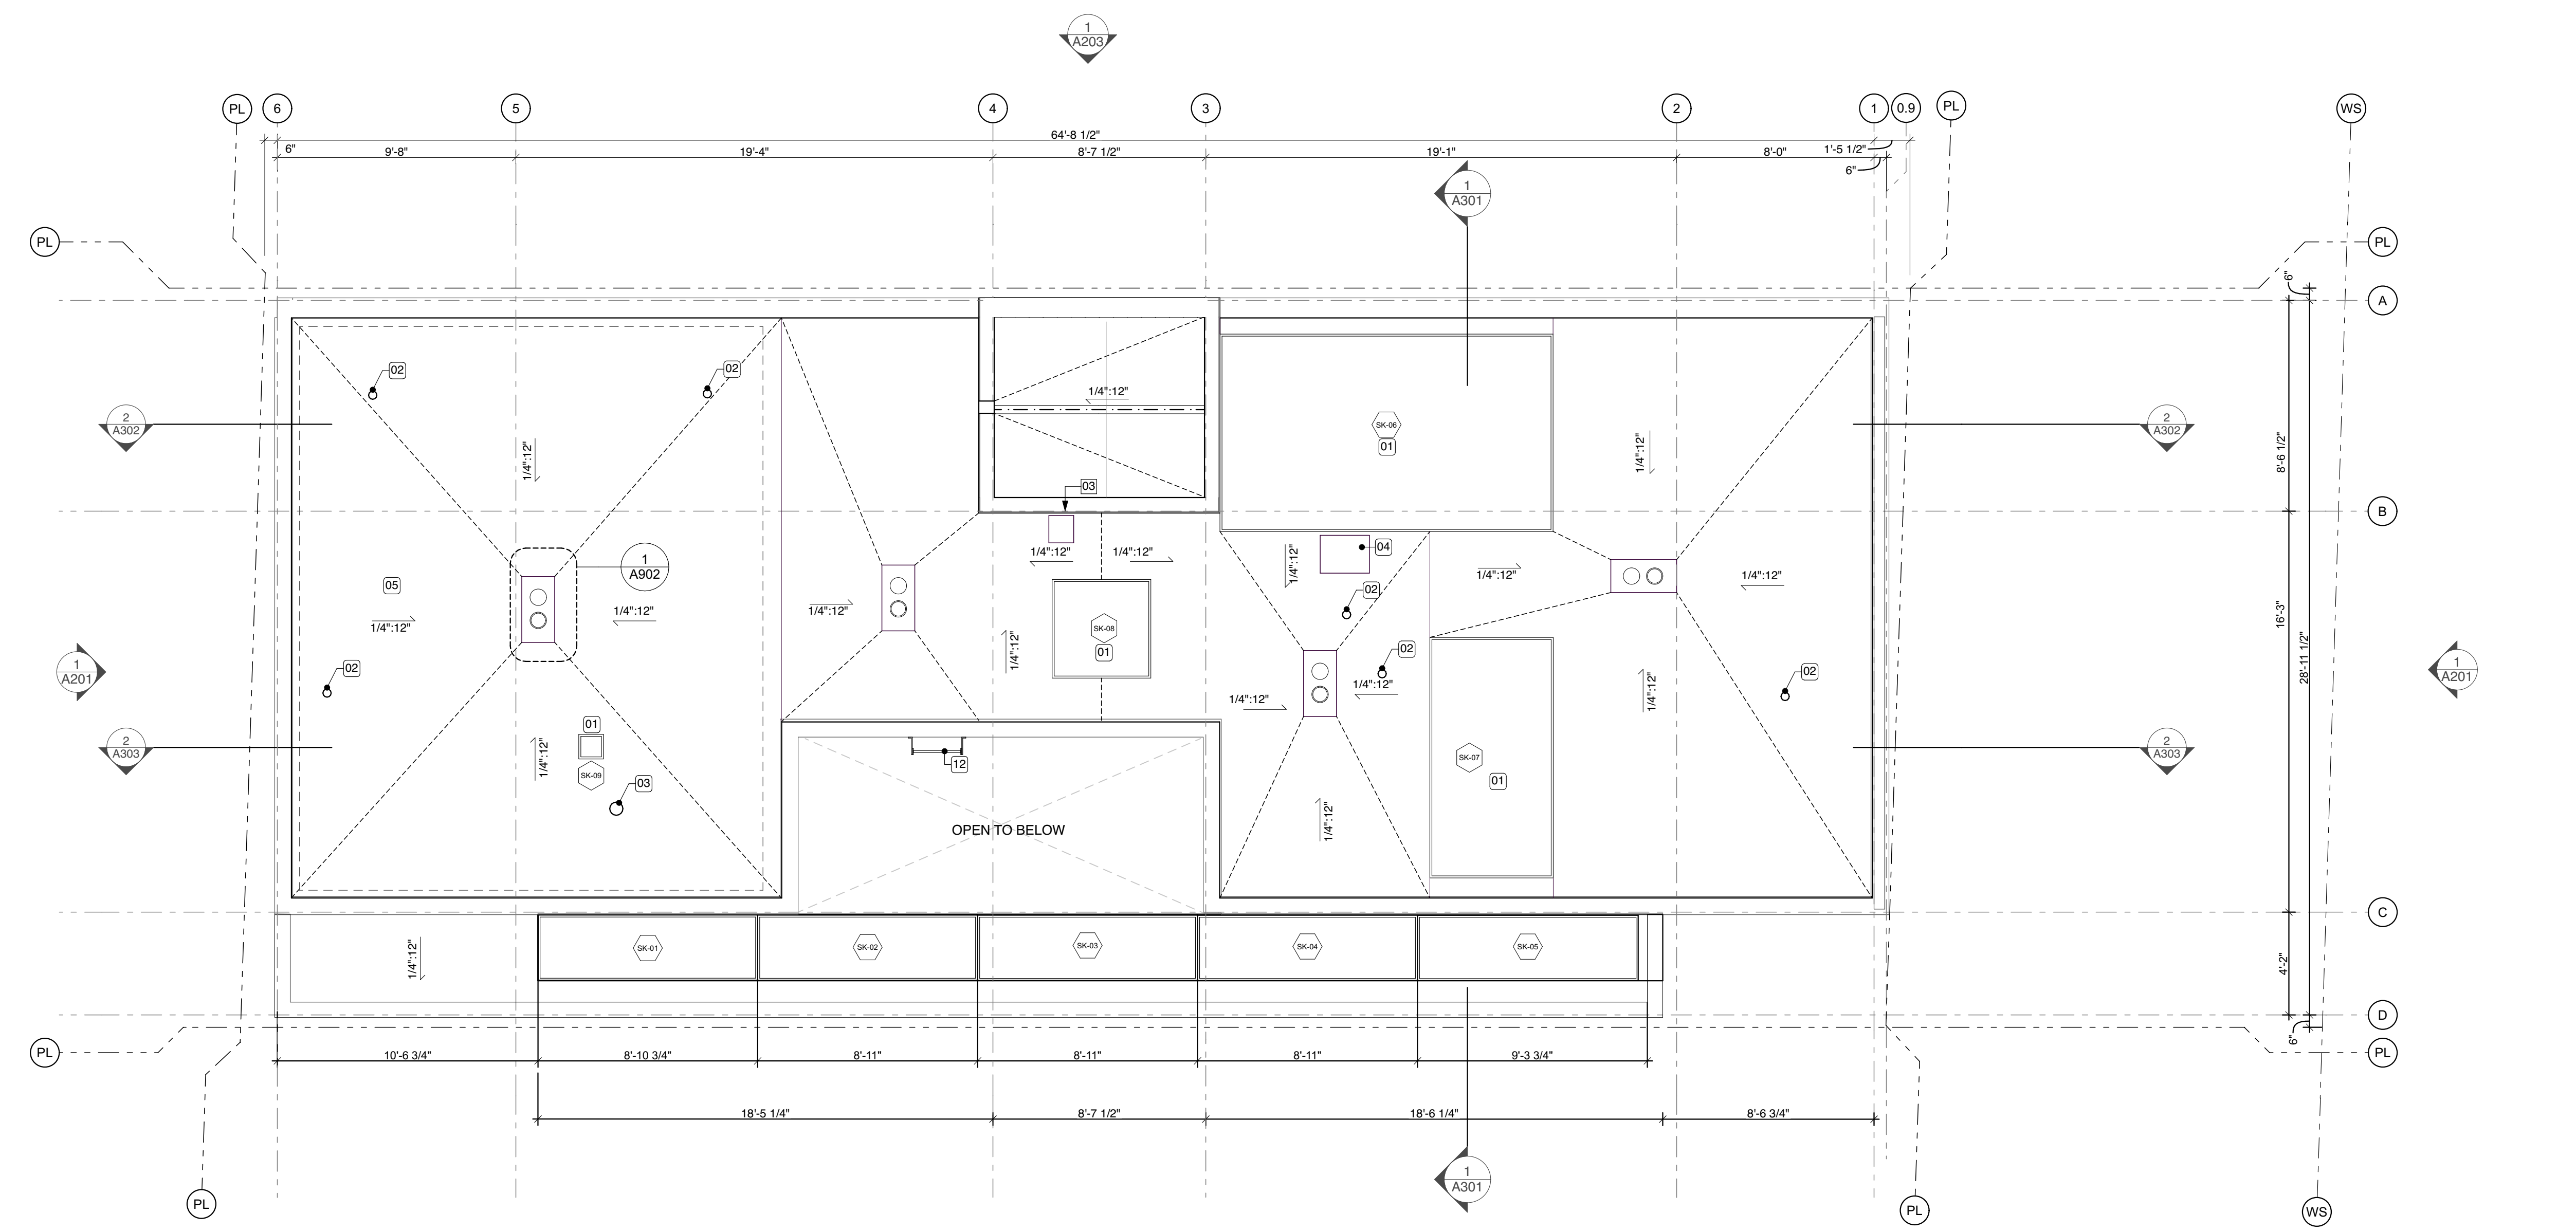 1
A203
PL
6
5
4
3
2
1
0.9
PL
WS
64'-8 1/2"
6"
9'-8"
19'-4"
8'-7 1/2"
19'-1"
8'-0"
1'-5 1/2"
6"
1
A301
PL
PL
6"
A
02
02
1/4":12"
2
A302
1/4":12"
SK-06
01
1/4":12"
2
A302
8'-6 1/2"
03
B
1/4":12"
1/4":12"
1/4":12"
04
1
A902
05
02
1/4":12"
1/4":12"
1/4":12"
1/4":12"
1/4":12"
16'-3"
SK-08
01
1/4":12"
02
28'-11 1/2"
1
A201
02
1/4":12"
1/4":12"
1/4":12"
02
1
A201
01
2
A303
1/4":12"
SK-09
03
12
SK-07
01
2
A303
OPEN TO BELOW
1/4":12"
C
1/4":12"
SK-01
SK-02
SK-03
SK-04
SK-05
4'-2"
D
6"
PL
10'-6 3/4"
8'-10 3/4"
8'-11"
8'-11"
8'-11"
9'-3 3/4"
PL
18'-5 1/4"
8'-7 1/2"
18'-6 1/4"
8'-6 3/4"
1
A301
PL
PL
WS